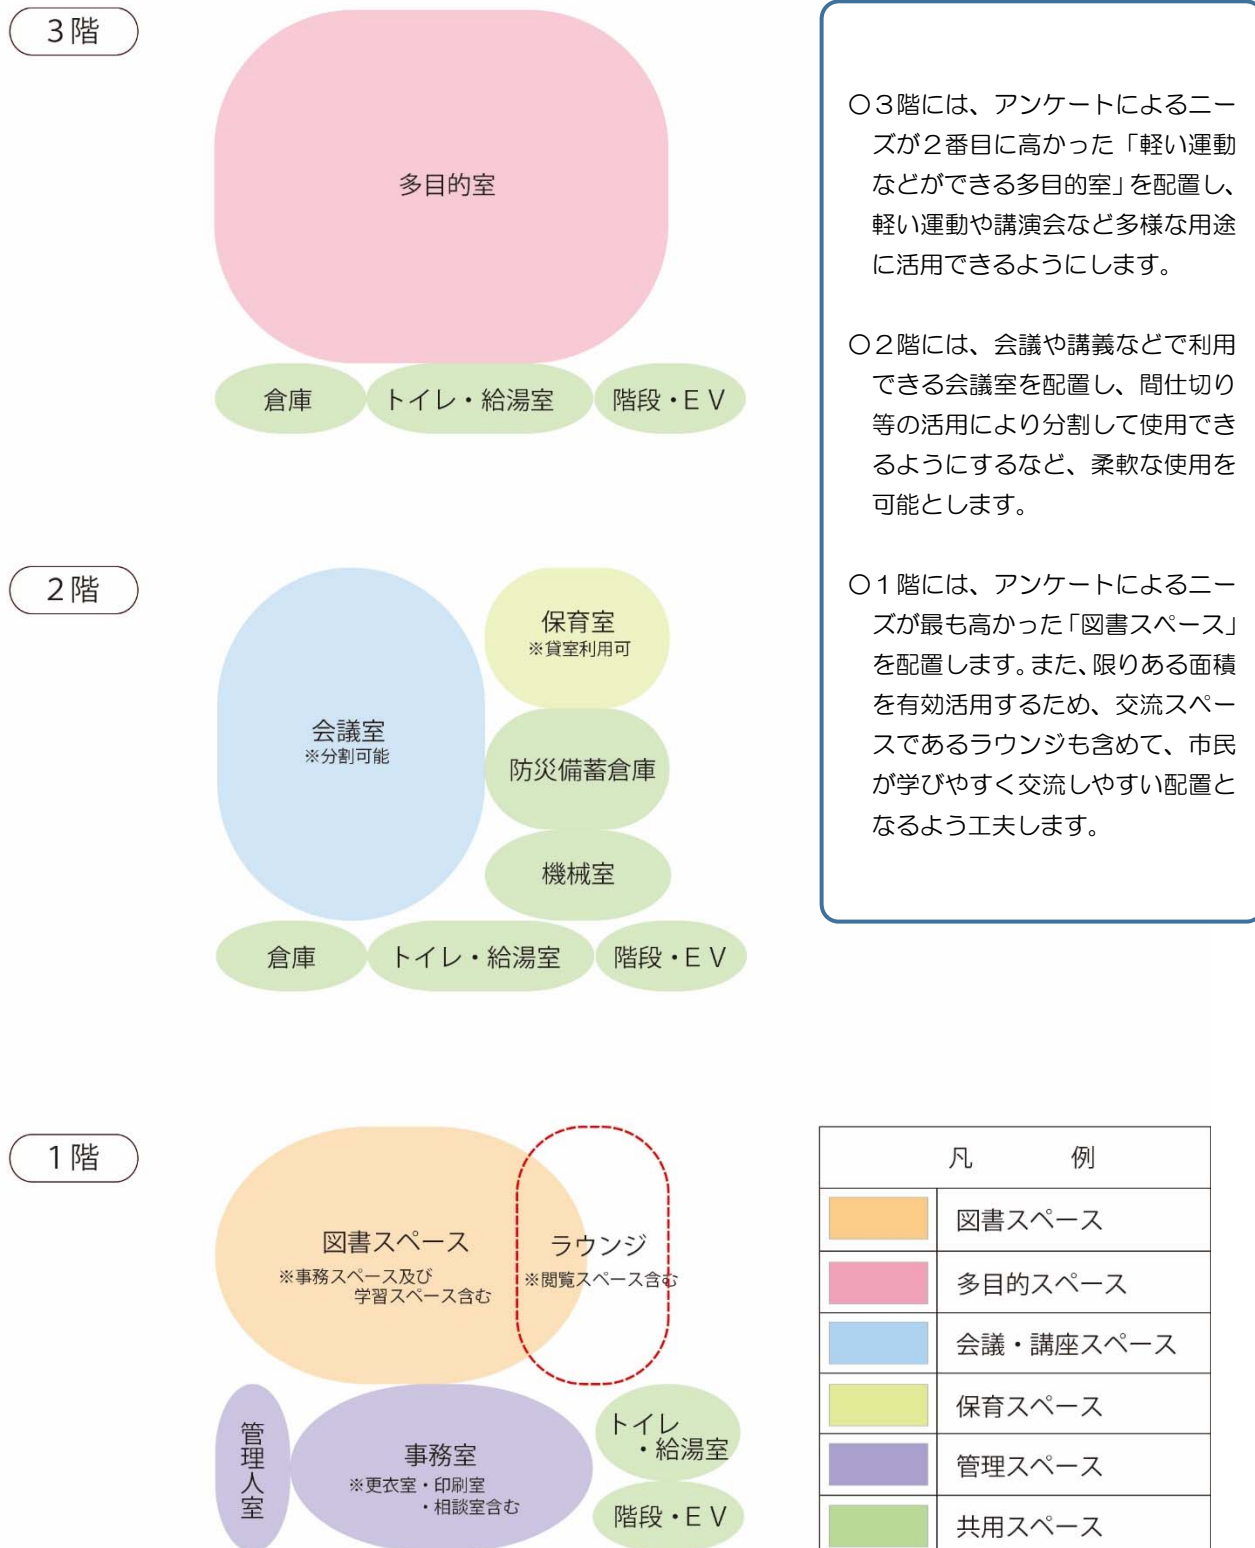 3階
多目的室
倉庫
トイレ・給湯室
階段・EV
〇3階には、アンケートによるニー
ズが2番目に高かった「軽い運動
などができる多目的室」を配置し、
軽い運動や講演会など多様な用途
に活用できるようにします。
〇2階には、会議や講義などで利用
できる会議室を配置し、間仕切り
等の活用により分割して使用でき
るようにするなど、柔軟な使用を
可能とします。
〇1階には、アンケートによるニー
ズが最も高かった「図書スペース」
を配置します。また、限りある面積
を有効活用するため、交流スペー
スであるラウンジも含めて、市民
が学びやすく交流しやすい配置と
なるよう工夫します。
2階
会議室
※分割可能
保育室
※貸室利用可
防災備蓄倉庫
機械室
倉庫
トイレ・給湯室
階段・EV
1階
図書スペース
※事務スペース及び
学習スペース含む
ラウンジ
※閲覧スペース含む
管理人室
事務室
※更衣室・印刷室
・相談室含む
トイレ
・給湯室
階段・EV
凡　例
図書スペース
多目的スペース
会議・講座スペース
保育スペース
管理スペース
共用スペース